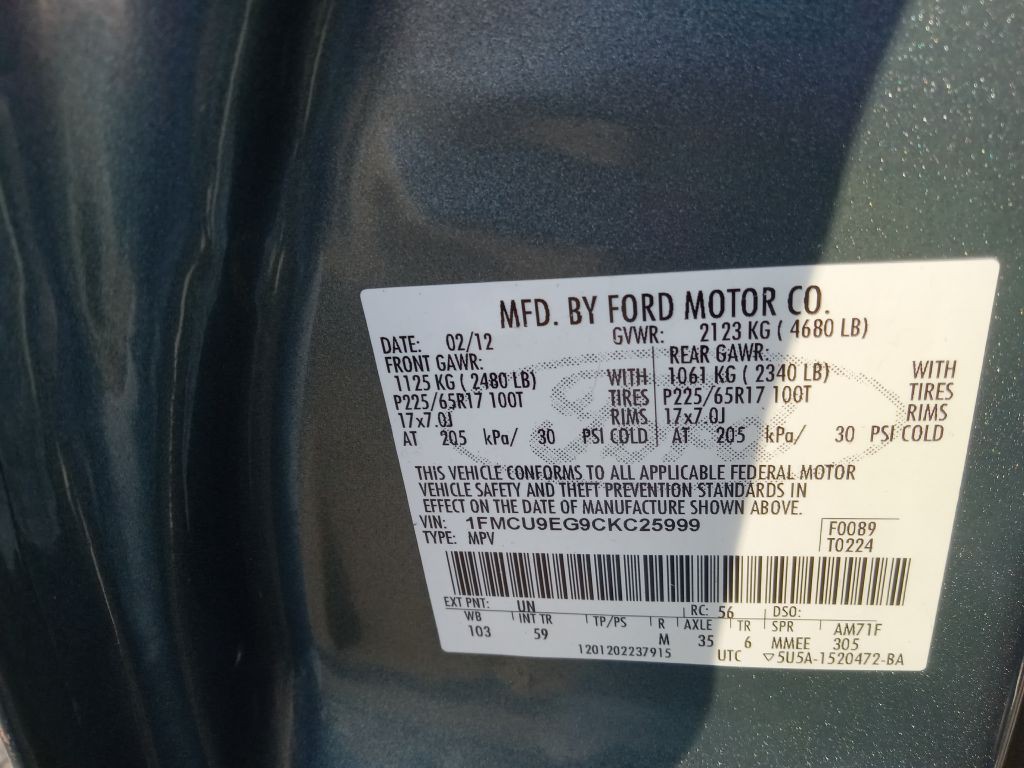 MFD. BY FORD MOTOR CO.
DATE: 02/12 GVWR: 2123 KG ( 4680 LB)
FRONT GAWR: REAR GAWR:
1125 KG ( 2480 LB) WITH 1061 KG ( 2340 LB) WITH
P225/65R17 100T TIRES P225/65R17 100T TIRES
17x7.0J RIMS 17x7.0J RIMS
AT 205 kPa/ 30 PSI COLD AT 205 kPa/ 30 PSI COLD
THIS VEHICLE CONFORMS TO ALL APPLICABLE FEDERAL MOTOR
VEHICLE SAFETY AND THEFT PREVENTION STANDARDS IN
EFFECT ON THE DATE OF MANUFACTURE SHOWN ABOVE.
VIN: 1FMCU9EG9CKC25999 F0089
TYPE: MPV T0224
EXT PNT: UN RC: 56 DSO:
WB INT TR TP/PS R AXLE TR SPR AM71F
103 59 M 35 6 MMEE 305
1201202237915 UTC ▽5U5A-1520472-BA